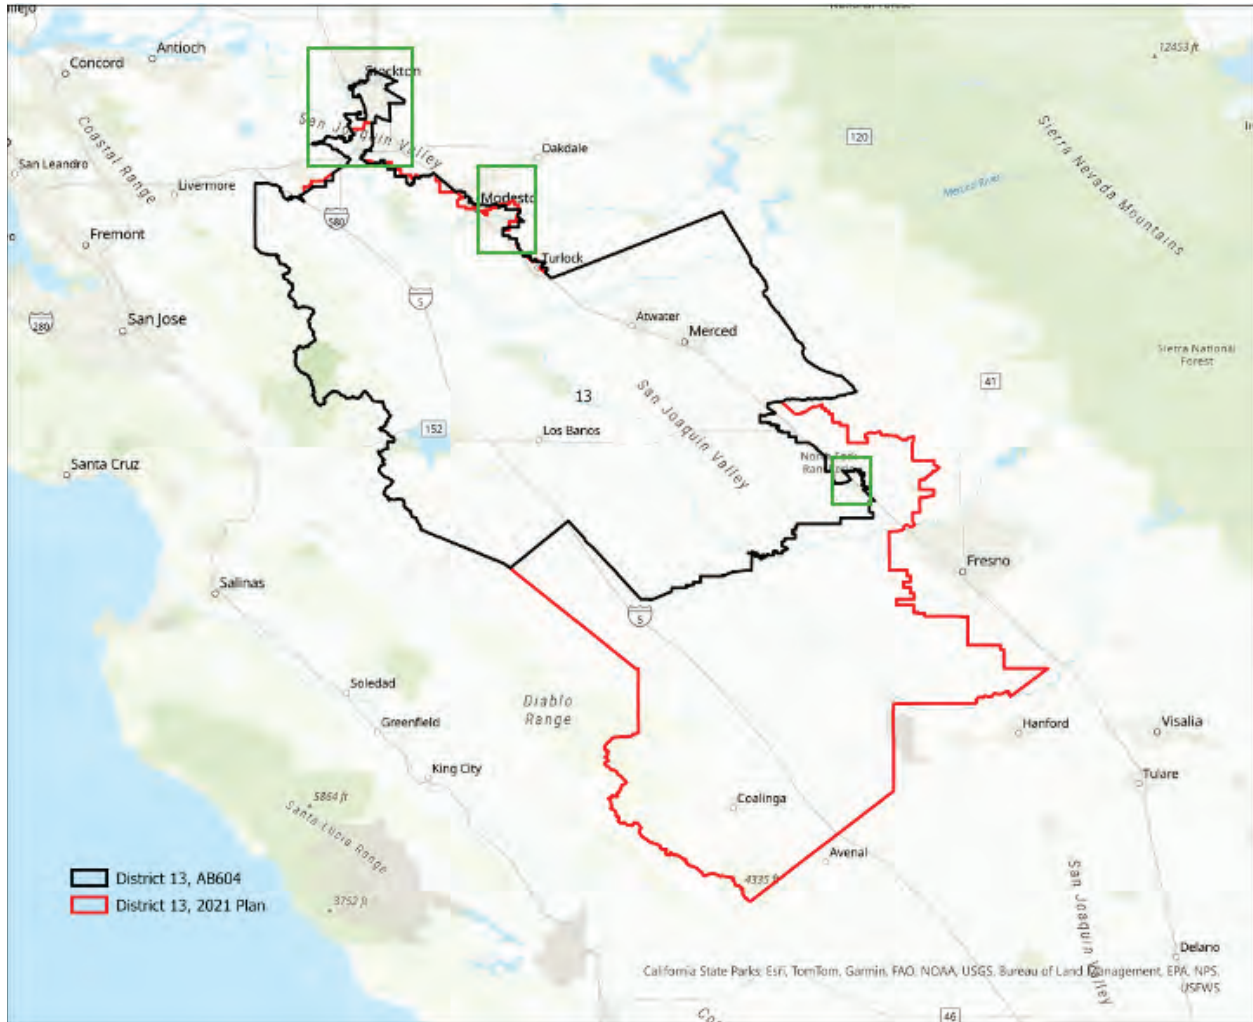 Antioch
Concord
12453 ft
Stockton
San Joaquin Valley
Coastal Range
120
Sierra Nevada Mountains
Oakdale
San Leandro
Livermore
Modesto
Merced River
580
Fremont
Turlock
5
280
San Jose
Atwater
Merced
Sierra National
Forest
41
13
San Joaquin Valley
152
Los Banos
Santa Cruz
Fresno
Salinas
5
Soledad
Diablo
Range
Greenfield
Hanford
Visalia
King City
Tulare
5864 ft
Santa Lucia Range
Coalinga
Avenal
4335 ft
District 13, AB604
District 13, 2021 Plan
3752 ft
San Joaquin Valley
Delano
California State Parks, Esri, TomTom, Garmin, FAO, NOAA, USGS, Bureau of Land Management, EPA, NPS,
USFWS
46